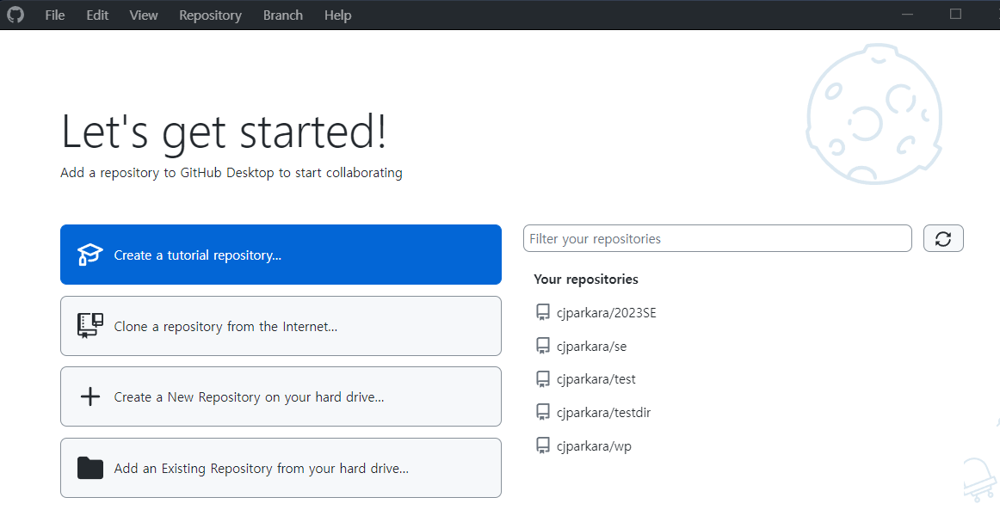 File Edit View Repository Branch Help
Let's get started!
Add a repository to GitHub Desktop to start collaborating
Create a tutorial repository...
Clone a repository from the Internet...
Create a New Repository on your hard drive...
Add an Existing Repository from your hard drive...
Filter your repositories
Your repositories
cjparkara/2023SE
cjparkara/se
cjparkara/test
cjparkara/testdir
cjparkara/wp